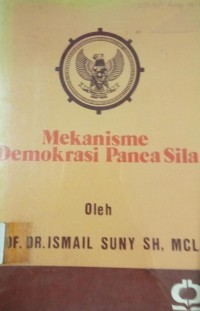 Mekanisme
Demokrasi Panca Sila
Oleh
OF. DR. ISMAIL SUNY SH, MCL